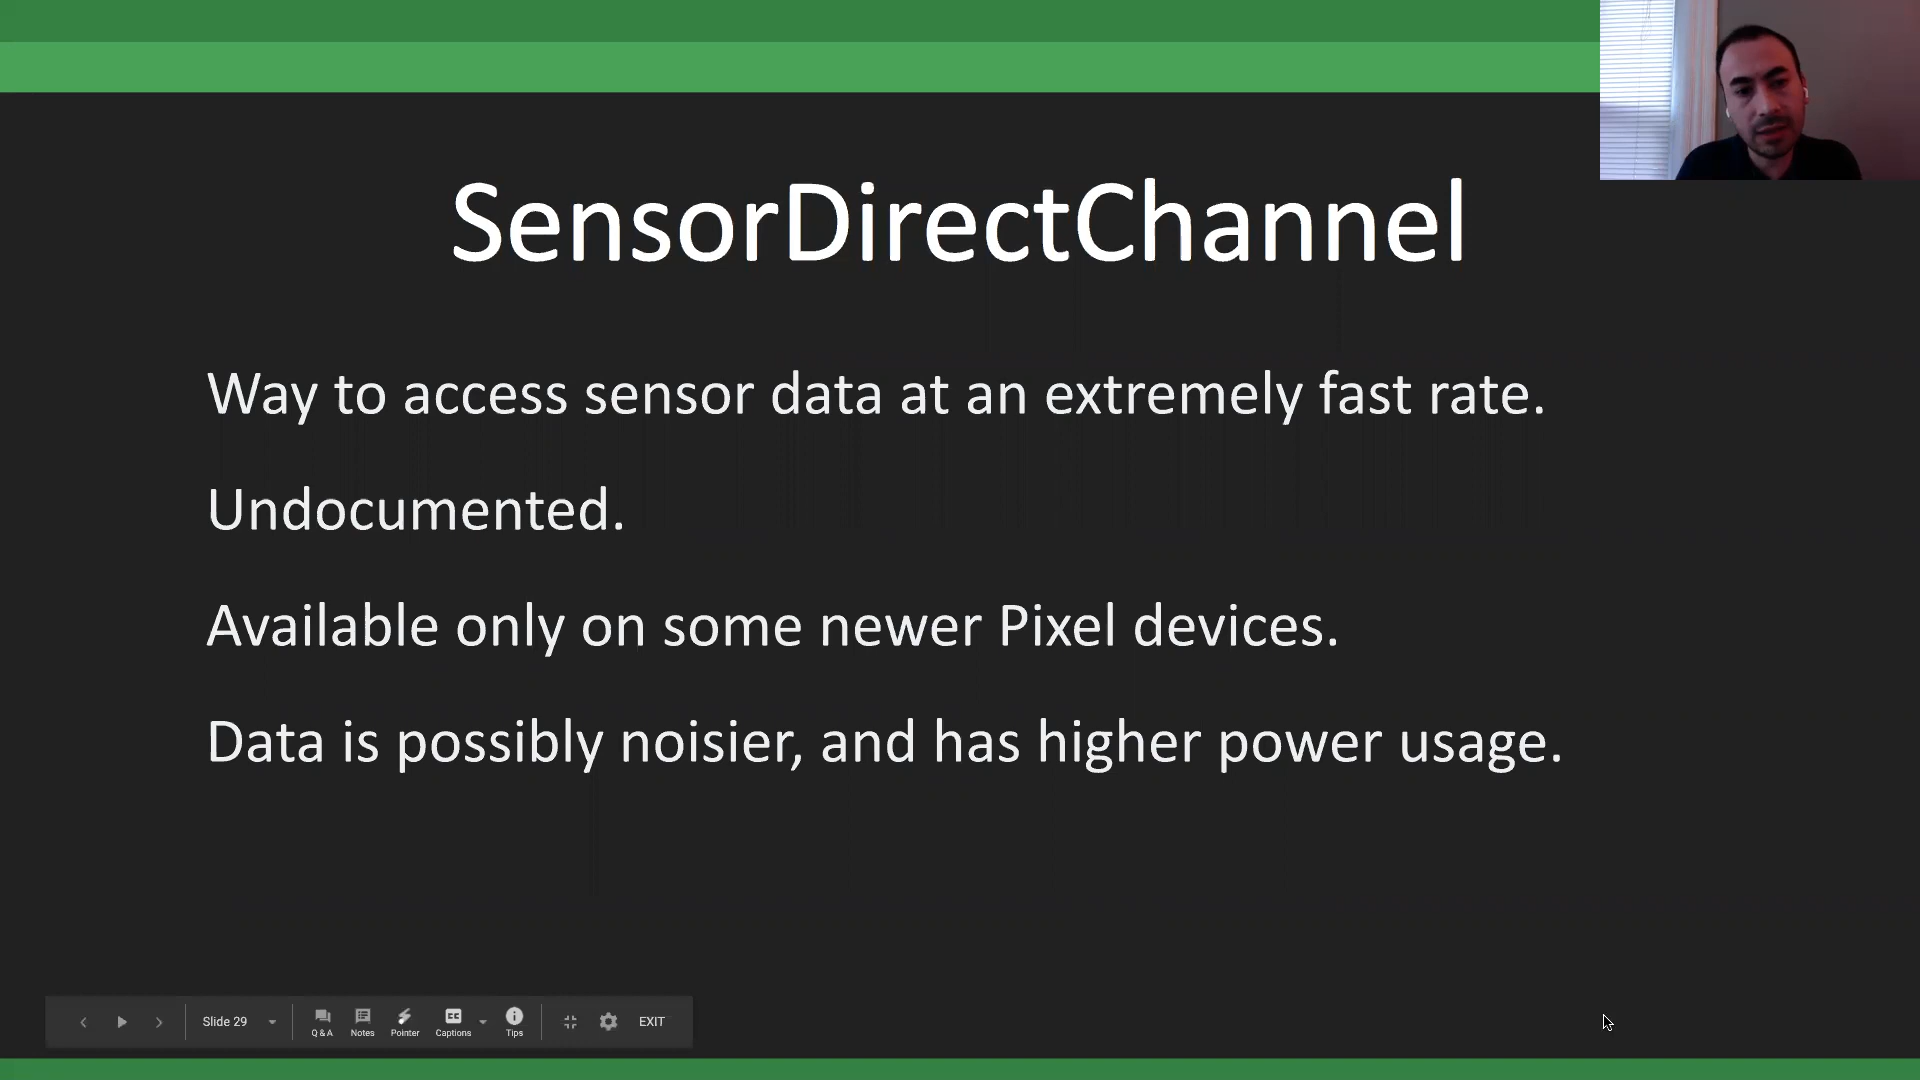 SensorDirectChannel
Way to access sensor data at an extremely fast rate.
Undocumented.
Available only on some newer Pixel devices.
Data is possibly noisier, and has higher power usage.
Slide 29
Q & A
Notes
Pointer
CC
Captions
Tips
EXIT